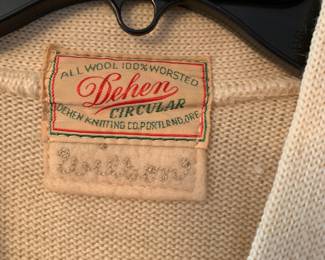 ALL WOOL 100% WORSTED
Dehen
CIRCULAR
DEHEN KNITTING CO. PORTLAND, ORE.